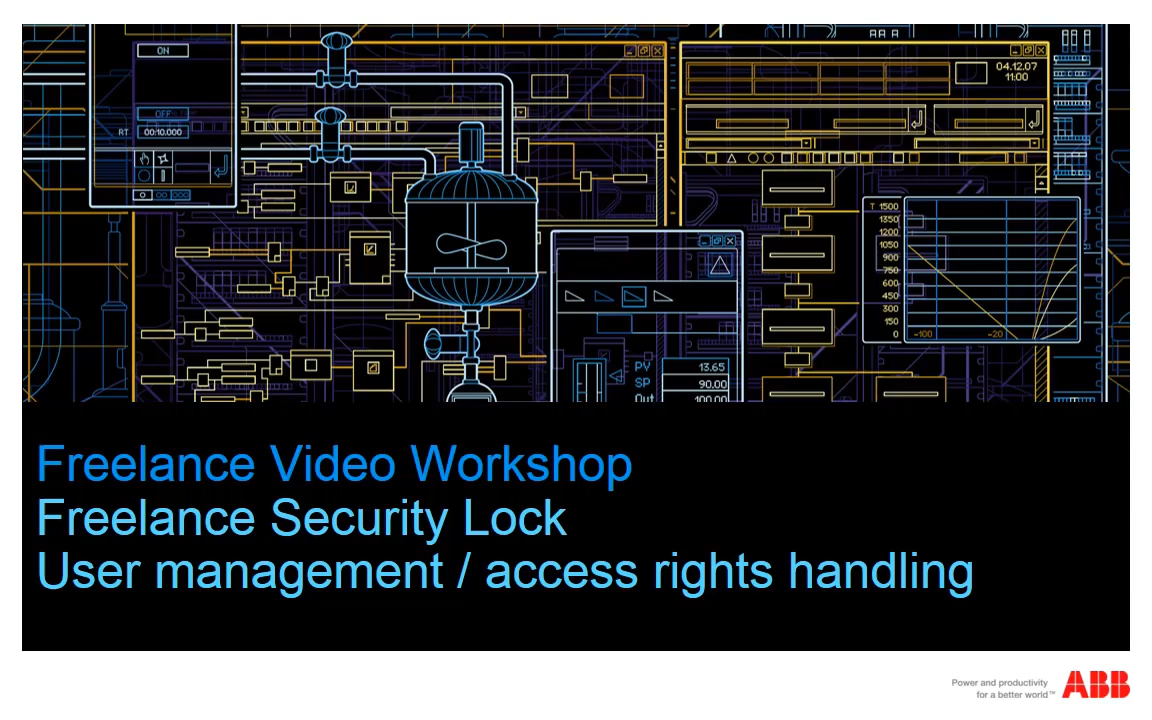 ON
OFF
RT 00:10.000
04.12.07
11:00
T 1500
1350
1200
1050
900
750
600
450
300
150
0
-100 -20
PV 13.65
SP 90.00
Out 100.00
Freelance Video Workshop
Freelance Security Lock
User management / access rights handling
Power and productivity
for a better world™
ABB